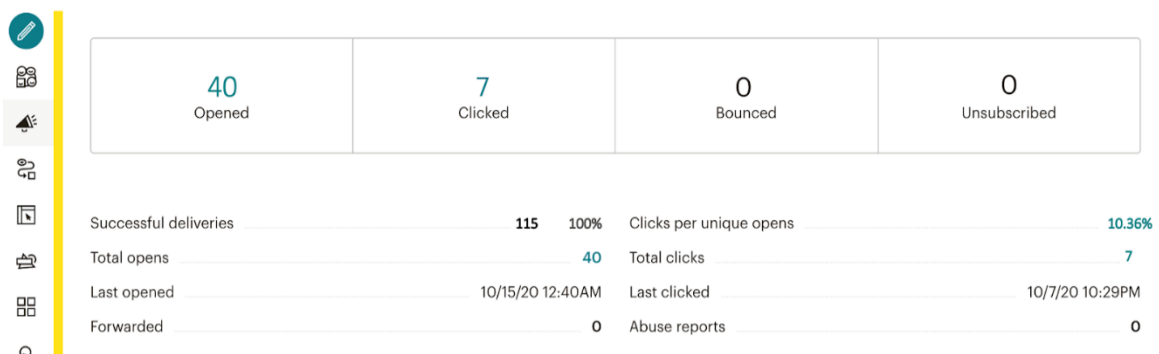 40 7 0 0
Opened Clicked Bounced Unsubscribed
Successful deliveries 115 100% Clicks per unique opens 10.36%
Total opens 40 Total clicks 7
Last opened 10/15/20 12:40AM Last clicked 10/7/20 10:29PM
Forwarded 0 Abuse reports 0